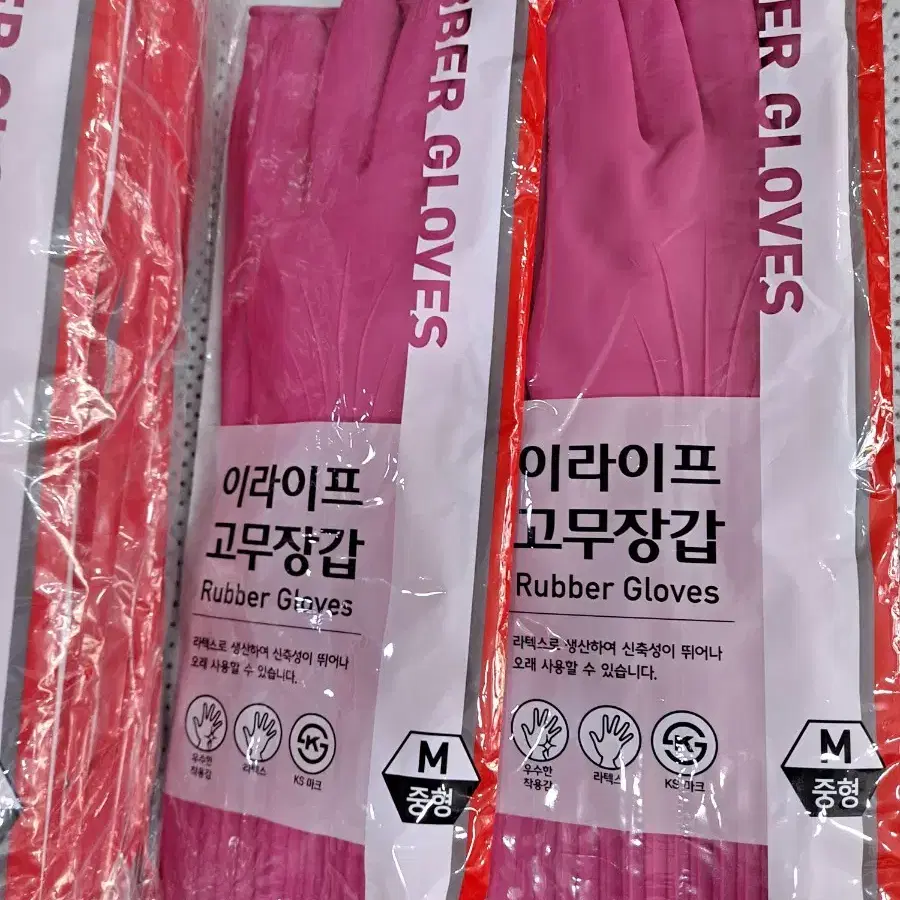 RUBBER GLOVES
이라이프
고무장갑
Rubber Gloves
라텍스로 생산하여 신축성이 뛰어나
오래 사용할 수 있습니다.
우수한
착용감
라텍스
KS 마크
M
중형
BER GLOVES
이라이프
고무장갑
Rubber Gloves
라텍스로 생산하여 신축성이 뛰어나
오래 사용할 수 있습니다.
우수한
착용감
라텍스
KS 마크
M
중형